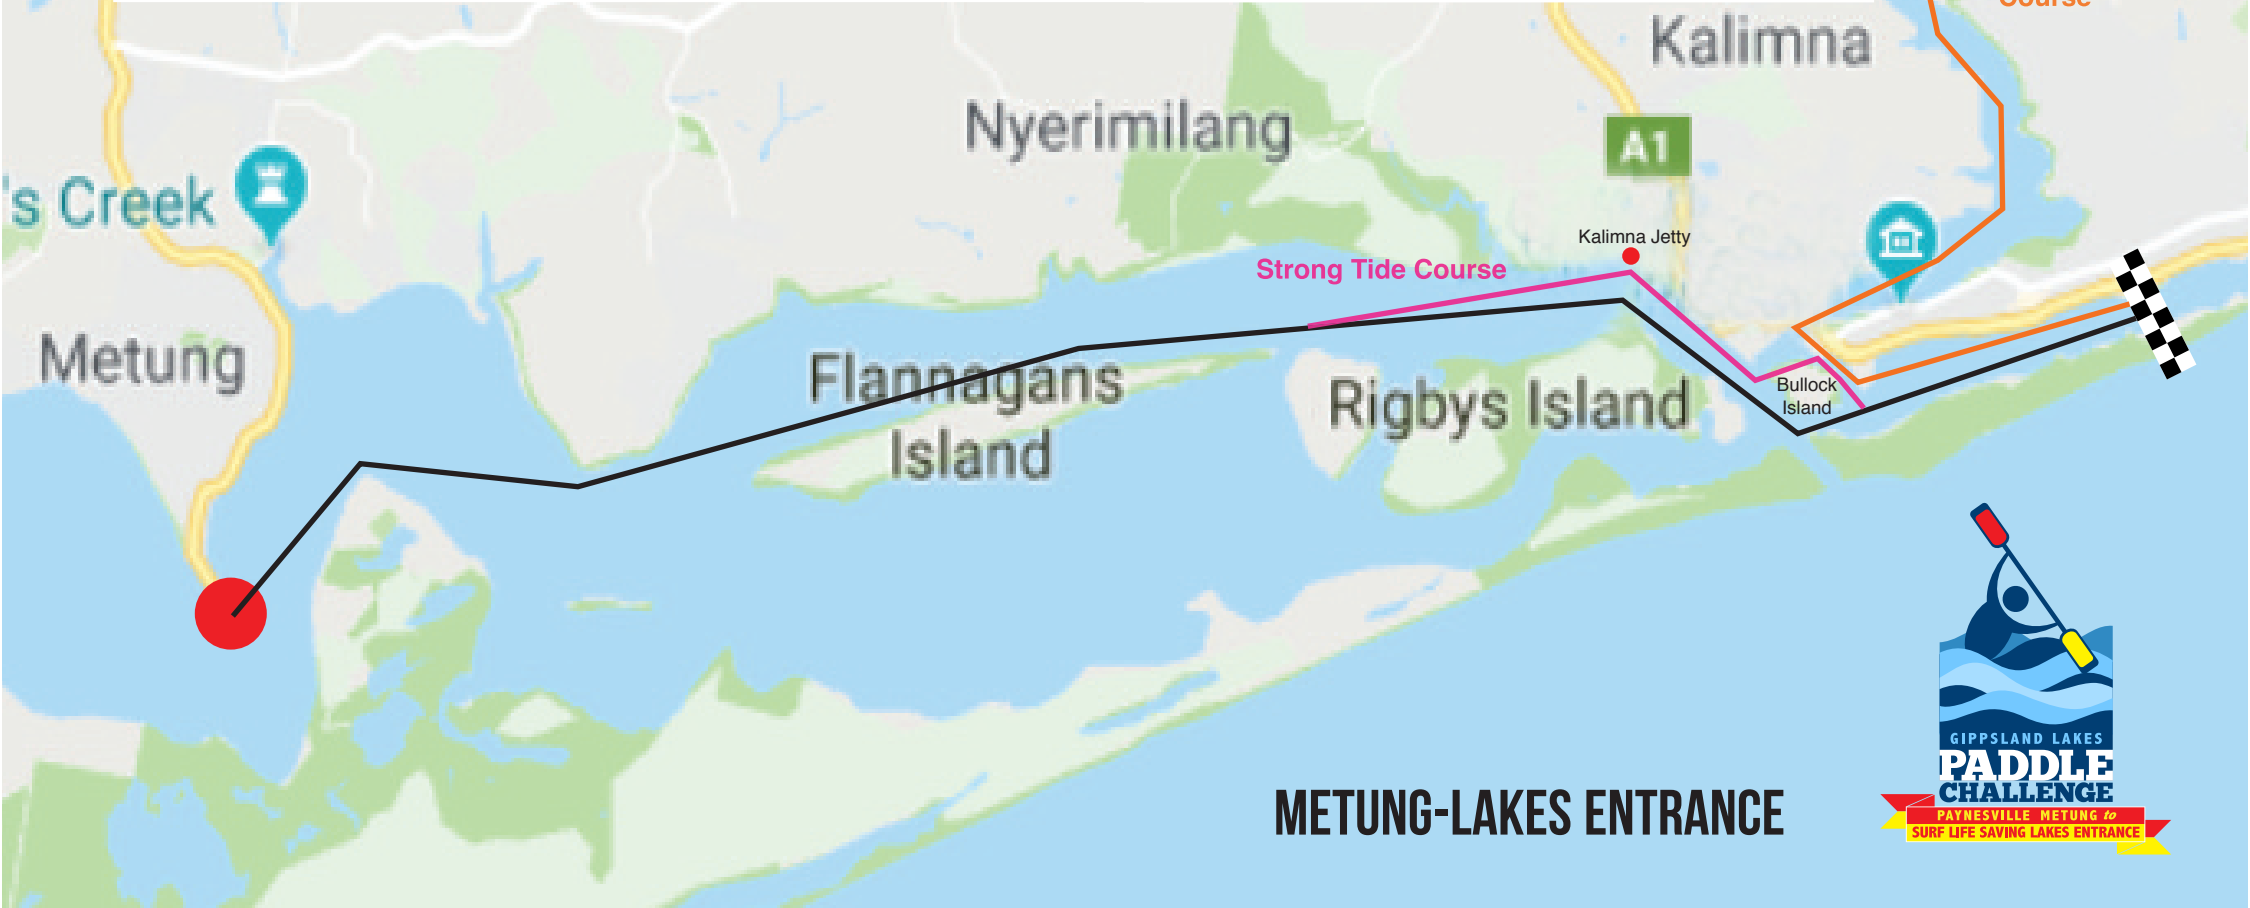 Course
Kalimna
Nyerimilang
A1
's Creek
Kalimna Jetty
Strong Tide Course
Metung
Flannagans
Island
Rigbys Island
Bullock
Island
METUNG-LAKES ENTRANCE
GIPPSLAND LAKES
PADDLE
CHALLENGE
PAYNESVILLE METUNG to
SURF LIFE SAVING LAKES ENTRANCE